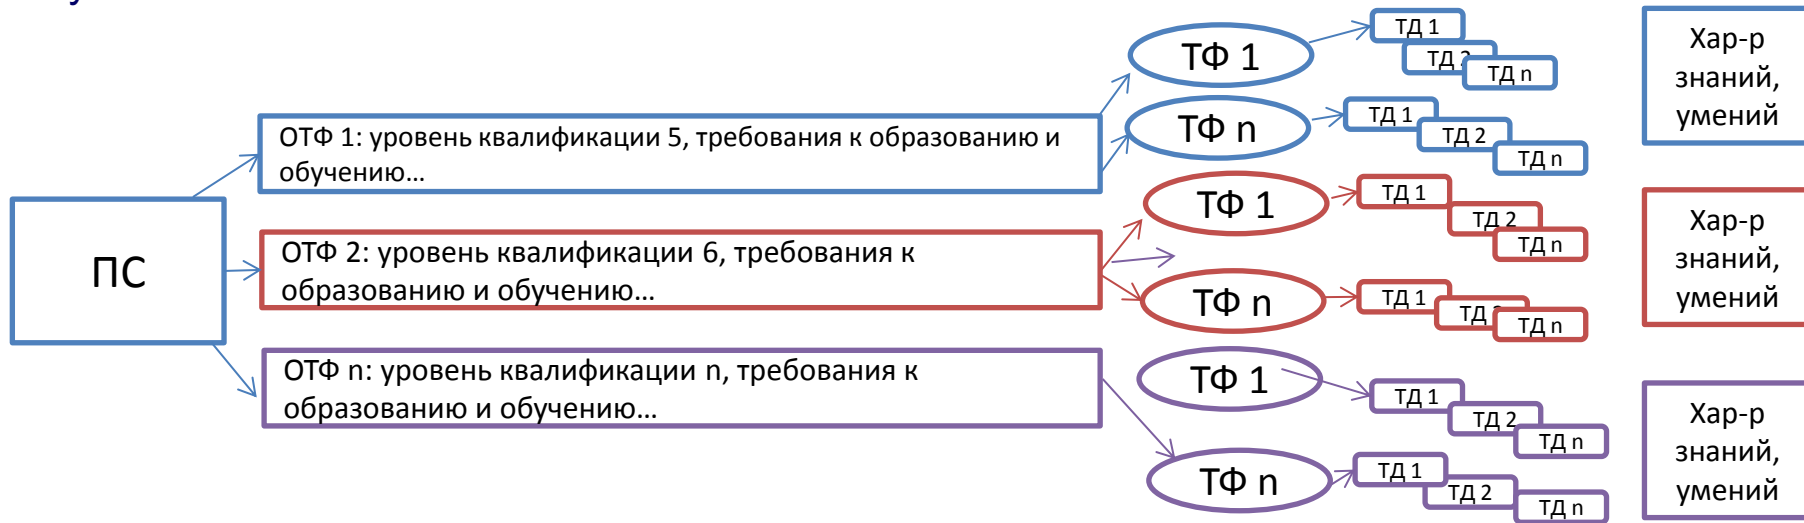 ТФ 1
ТД 1
ТД 2
ТД n
Хар-р
знаний,
умений
ОТФ 1: уровень квалификации 5, требования к образованию и
обучению…
ТФ n
ТД 1
ТД 2
ТД n
ПС
ОТФ 2: уровень квалификации 6, требования к
образованию и обучению…
ТФ 1
ТД 1
ТД 2
ТД n
ТФ n
ТД 1
ТД
ТД n
Хар-р
знаний,
умений
ОТФ n: уровень квалификации n, требования к
образованию и обучению…
ТФ 1
ТД 1
ТД 2
ТД n
ТФ n
ТД 1
ТД 2
ТД n
Хар-р
знаний,
умений